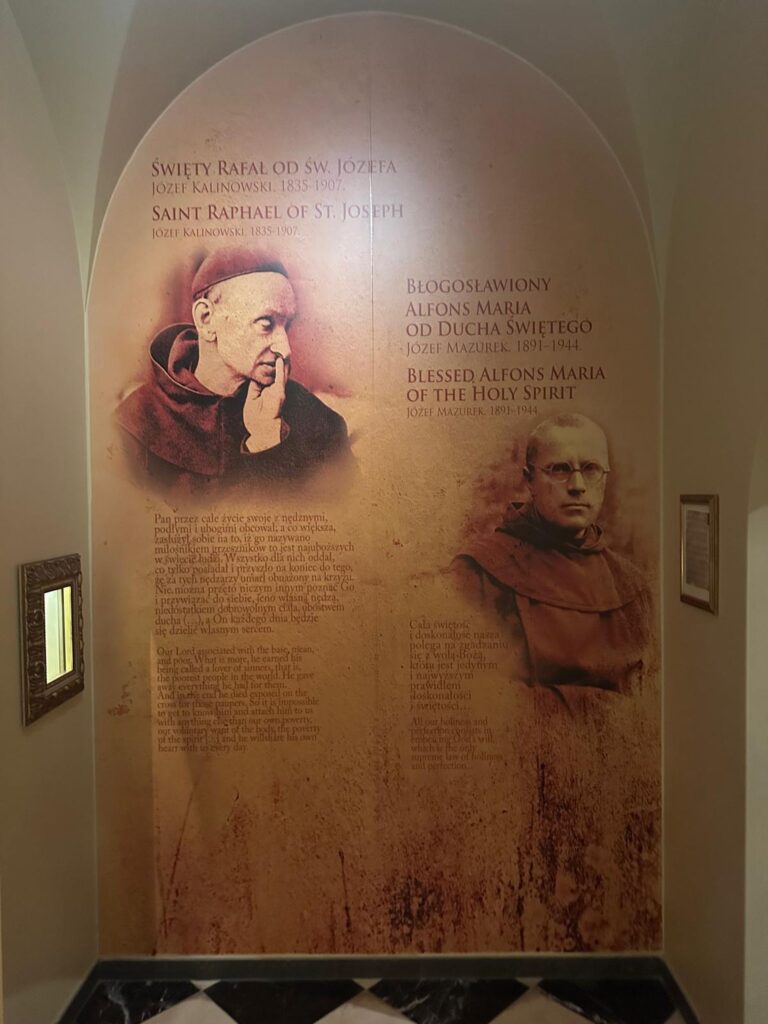 ŚWIĘTY RAFAŁ OD ŚW. JÓZEFA
JÓZEF KALINOWSKI. 1835-1907.
SAINT RAPHAEL OF ST. JOSEPH
JÓZEF KALINOWSKI, 1835-1907.
BŁOGOSŁAWIONY
ALFONS MARIA
OD DUCHA ŚWIĘTEGO
JÓZEF MAZUREK. 1891–1944.
BLESSED ALFONS MARIA
OF THE HOLY SPIRIT
JÓZEF MAZUREK. 1891–1944.
Pan przez całe życie swoje z nędznymi,
podłymi i ubogimi obcował, a co większa,
zasłużył sobie na to, iż go nazywano
miłośnikiem grzeszników to jest najuboższych
w świecie ludzi. Wszystko dla nich oddał,
co tylko posiadał i przyszło na koniec do tego,
że za tych nędzarzy umarł obnażony na krzyżu.
Nie można przeto niczym innym poznać Go
i przywiązać do siebie, jeno własną nędzą,
niedostatkiem dobrowolnym ciała, ubóstwem
ducha (...), a On każdego dnia będzie
się dzielić własnym sercem.
Our Lord associated with the base, mean,
and poor. What is more, he earned his
being called a lover of sinners, that is,
the poorest people in the world. He gave
away everything he had for them.
And in the end he died exposed on the
cross for those paupers. So it is impossible
to get to know him and attach him to us
with anything else than our own poverty,
our voluntary want of the body, the poverty
of the spirit (...) and he will share his own
heart with us every day.
Cała świętość
i doskonałość nasza
polega na zgadzaniu
się z wolą Bożą,
która jest jedynym
i najwyższym
prawidłem
doskonałości
i świętości...
All our holiness and
perfection consists in
embracing God's will
which is the only
supreme law of holiness
and perfection...